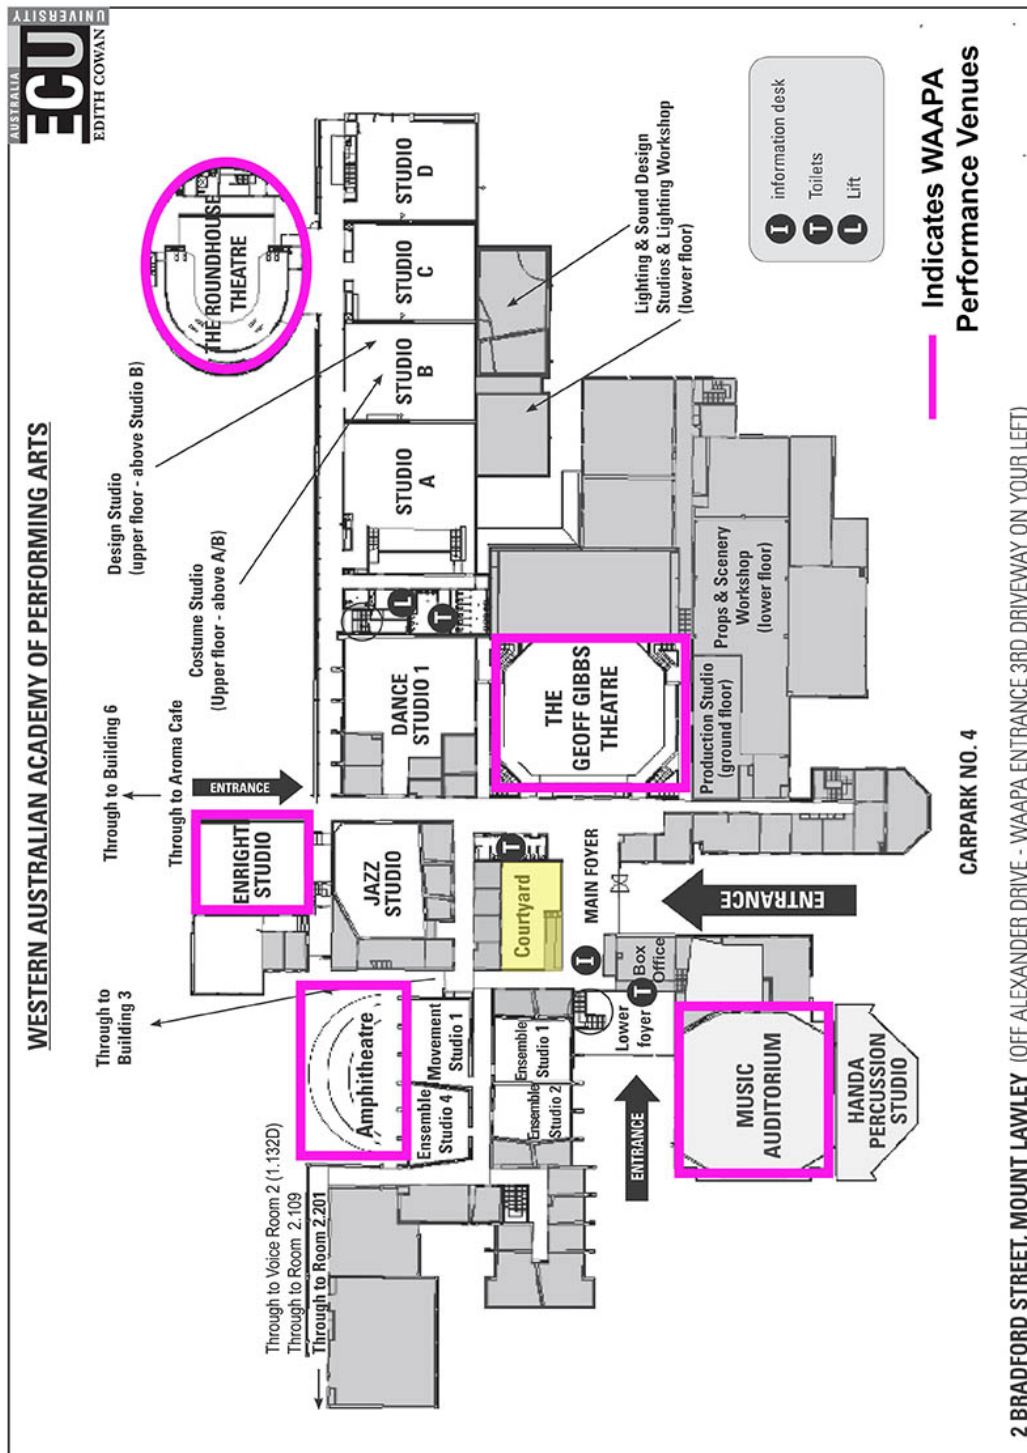 AUSTRALIA
ECU
EDITH COWAN
UNIVERSITY
WESTERN AUSTRALIAN ACADEMY OF PERFORMING ARTS
Through to
Building 3
Through to Building 6
Through to Aroma Cafe
ENTRANCE
Costume Studio
(Upper floor - above A/B)
Design Studio
(upper floor - above Studio B)
THE ROUNDHOUSE
THEATRE
ENRIGHT
STUDIO
JAZZ
STUDIO
DANCE
STUDIO 1
STUDIO
A
STUDIO
B
STUDIO
C
STUDIO
D
L
T
Through to Voice Room 2 (1.132D)
Through to Room 2.109
Through to Room 2.201
Amphitheatre
Movement
Studio 1
Ensemble
Studio 4
Ensemble
Studio 1
Ensemble
Studio 2
Courtyard
T
MAIN FOYER
I
THE
GEOFF GIBBS
THEATRE
Lighting & Sound Design
Studios & Lighting Workshop
(lower floor)
Production Studio
(ground floor)
Props & Scenery
Workshop
(lower floor)
Lower
foyer
T
Box
Office
ENTRANCE
ENTRANCE
MUSIC
AUDITORIUM
HANDA
PERCUSSION
STUDIO
I information desk
T Toilets
L Lift
Indicates WAAPA
Performance Venues
CARPARK NO. 4
2 BRADFORD STREET, MOUNT LAWLEY (OFF ALEXANDER DRIVE - WAAPA ENTRANCE 3RD DRIVEWAY ON YOUR LEFT)